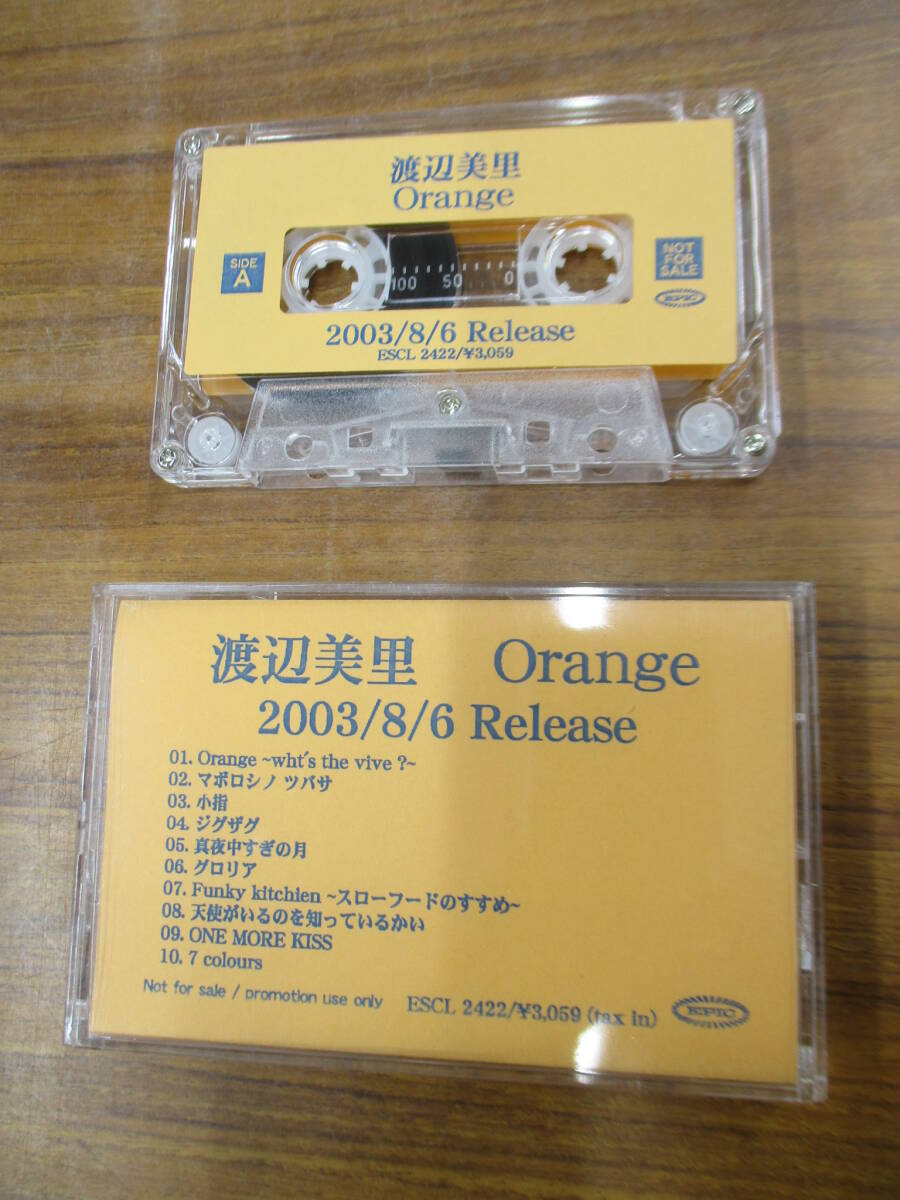 渡辺美里
Orange
SIDE
A
100 50 0
NOT
FOR
SALE
EPIC
2003/8/6 Release
ESCL 2422/¥3,059
渡辺美里 Orange
2003/8/6 Release
01. Orange ~wht's the vive ?~
02. マボロシノ ツバサ
03. 小指
04. ジグザグ
05. 真夜中すぎの月
06. グロリア
07. Funky kitchien ~スローフードのすすめ~
08. 天使がいるのを知っているかい
09. ONE MORE KISS
10. 7 colours
Not for sale / promotion use only ESCL 2422/¥3,059 (tax in) EPIC